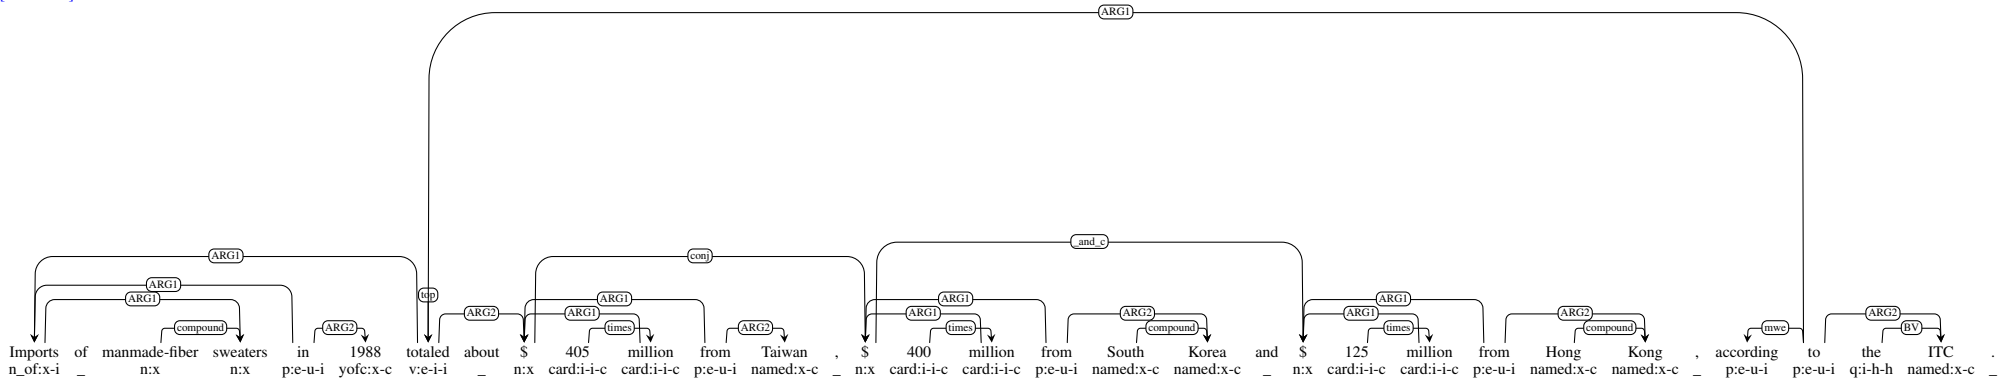 ARG1
_and_c
ARG1 conj
ARG1 top
ARG1 ARG1 ARG1 ARG1
ARG2 ARG1 ARG1 ARG2 ARG1 ARG2 ARG2
compound ARG2 times ARG2 times compound times compound mwe BV
Imports of manmade-fiber sweaters in 1988 totaled about $ 405 million from Taiwan , $ 400 million from South Korea and $ 125 million from Hong Kong , according to the ITC .
n_of:x-i _ n:x n:x p:e-u-i yofc:x-c v:e-i-i _ n:x card:i-i-c card:i-i-c p:e-u-i named:x-c _ n:x card:i-i-c card:i-i-c p:e-u-i named:x-c named:x-c _ n:x card:i-i-c card:i-i-c p:e-u-i named:x-c named:x-c _ p:e-u-i p:e-u-i q:i-h-h named:x-c _